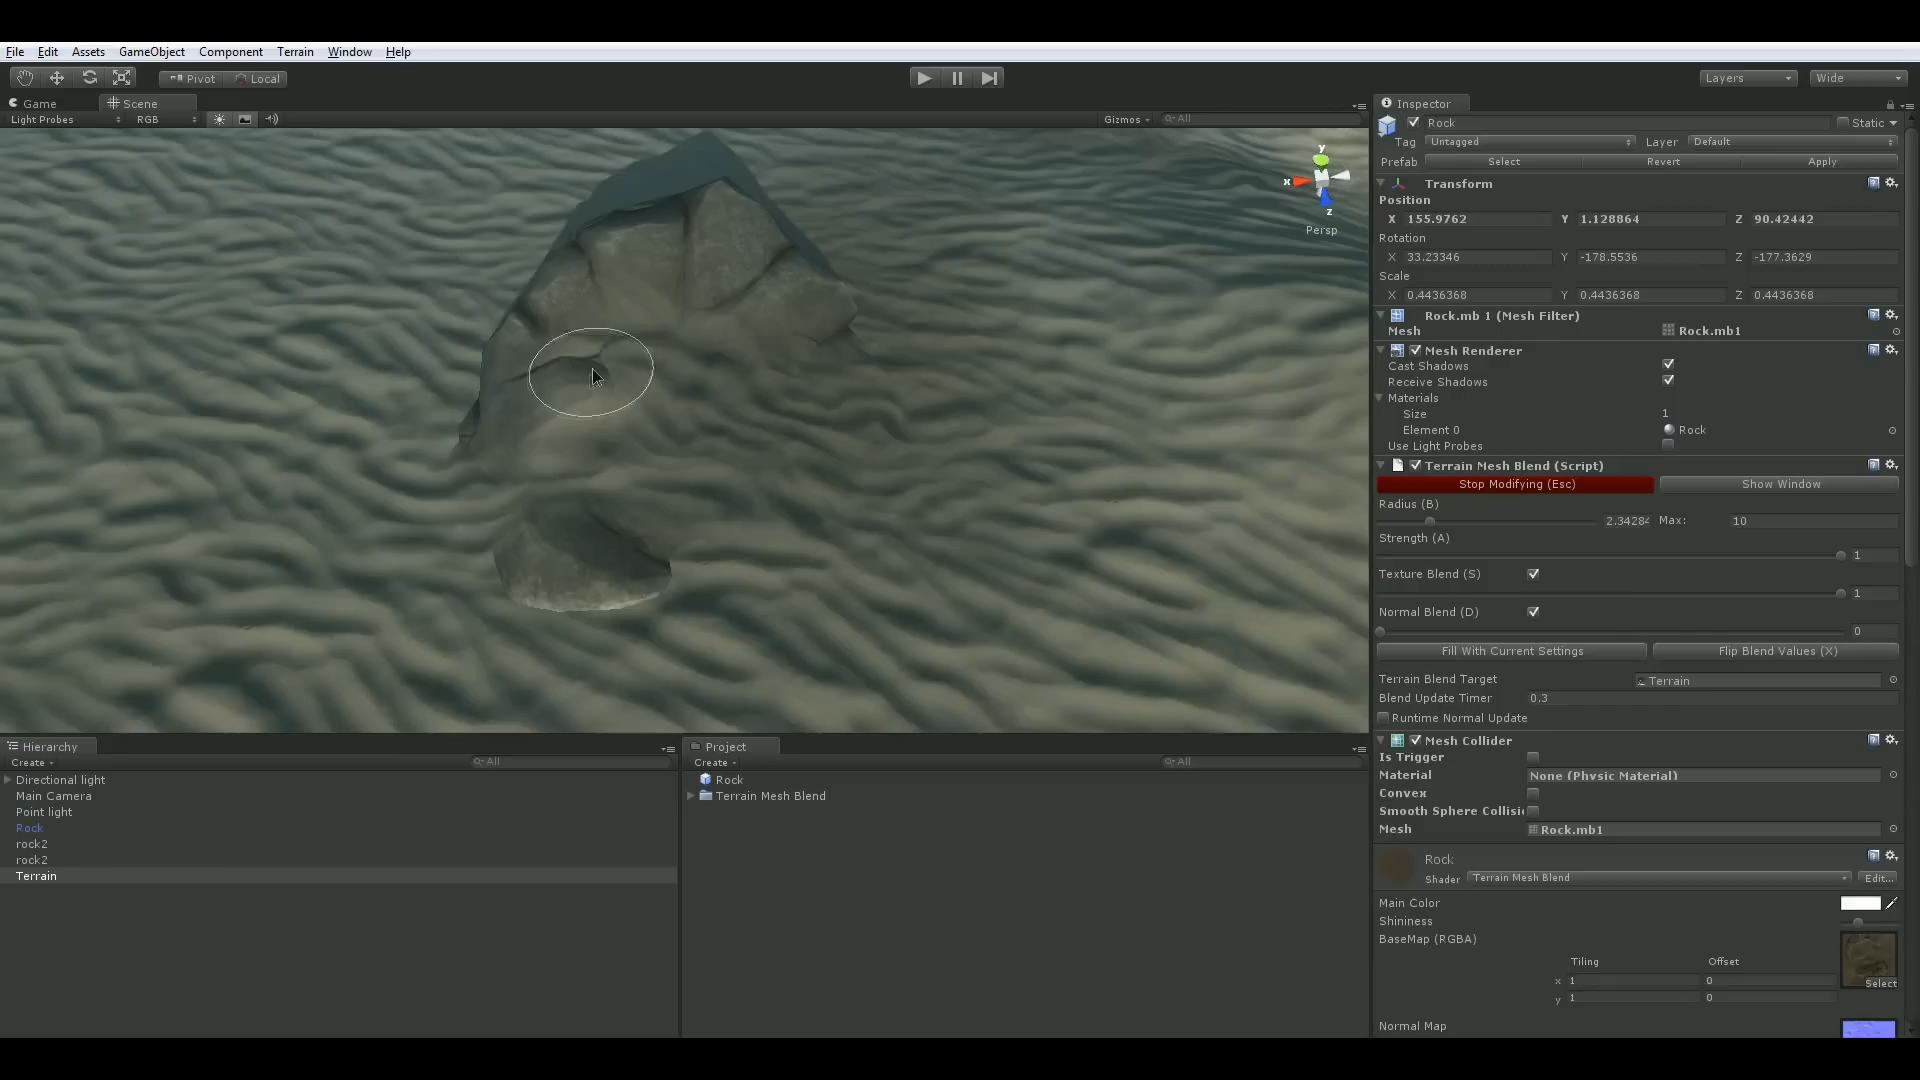 File Edit Assets GameObject Component Terrain Window Help
Pivot Local Layers Wide
Game Scene Inspector
Light Probes RGB Gizmos All
Rock Static
Tag Untagged Layer Default
Prefab Select Revert Apply
Transform
Position
X 155.9762 Y 1.128864 Z 90.42442
Rotation
X 33.23346 Y -178.5536 Z -177.3629
Scale
X 0.4436368 Y 0.4436368 Z 0.4436368
y
x
z
Persp
Rock.mb 1 (Mesh Filter)
Mesh Rock.mb1
Mesh Renderer
Cast Shadows
Receive Shadows
Materials
Size 1
Element 0 Rock
Use Light Probes
Terrain Mesh Blend (Script)
Stop Modifying (Esc) Show Window
Radius (B)
2.34284 Max: 10
Strength (A)
1
Texture Blend (S)
1
Normal Blend (D)
0
Fill With Current Settings Flip Blend Values (X)
Terrain Blend Target Terrain
Blend Update Timer 0.3
Runtime Normal Update
Mesh Collider
Is Trigger
Material None (Physic Material)
Convex
Smooth Sphere Collisi
Mesh Rock.mb1
Rock
Shader Terrain Mesh Blend Edit...
Main Color
Shininess
BaseMap (RGBA)
Tiling Offset
x 1 0
y 1 0
Select
Normal Map
Hierarchy
Create All
Directional light
Main Camera
Point light
Rock
rock2
rock2
Terrain
Project
Create All
Rock
Terrain Mesh Blend